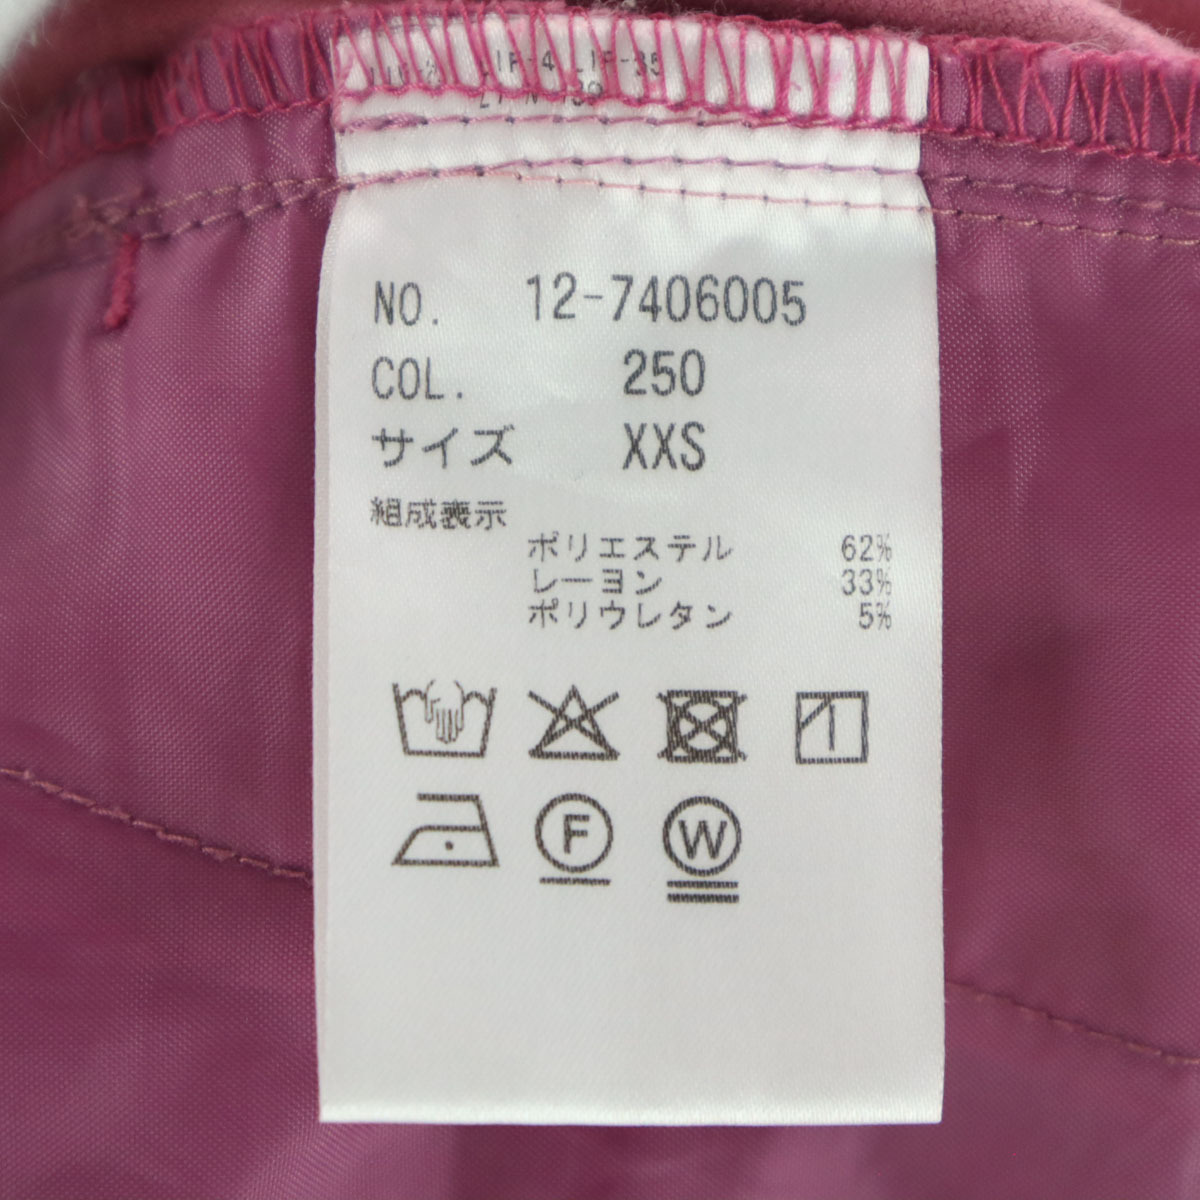 NO. 12-7406005
COL. 250
サイズ XXS
組成表示
ポリエステル 62%
レーヨン 33%
ポリウレタン 5%
F
W